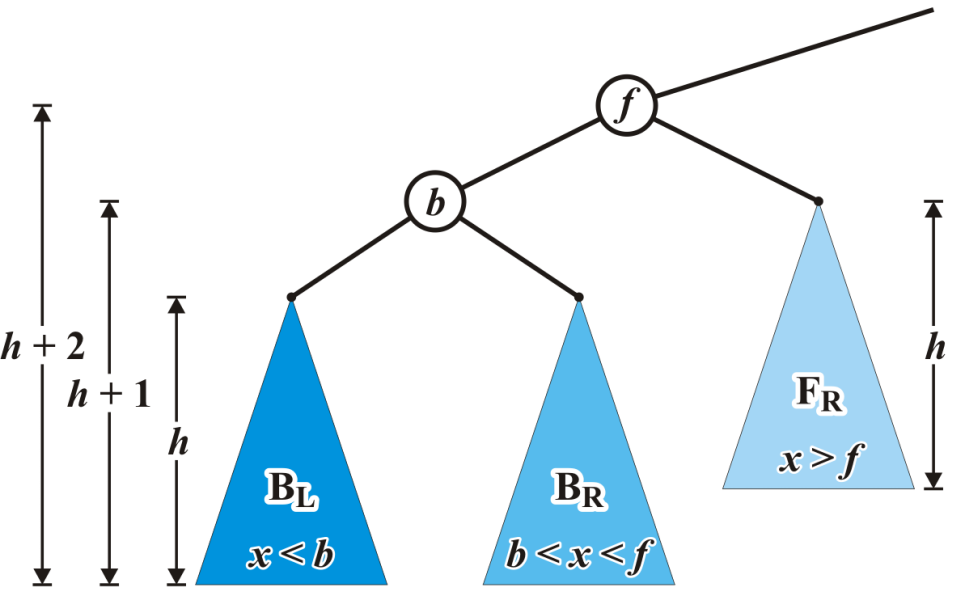 f
b
h + 2
h + 1
h
h
B_L
x < b
B_R
b < x < f
F_R
x > f